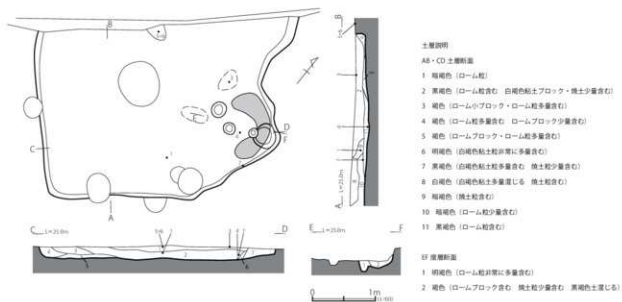 B
D
F
C
A
B
L=25.0m
A
C
L=25.0m
D
E
L=25.0m
F
0
1m
土層説明
AB・CD 土層断面
1 暗褐色（ローム粒）
2 黒褐色（ローム粒含む 白褐色粘土ブロック・焼土少量含む）
3 褐色（ローム小ブロック・ローム粒多量含む）
4 褐色（ローム粒多量含む ロームブロック少量含む）
5 褐色（ロームブロック・ローム粒多量含む）
6 明褐色（白褐色粘土粒非常に多量含む）
7 黒褐色（白褐色粘土粒多量含む 焼土粒少量含む）
8 白褐色（白褐色粘土多量混じる 焼土粒含む）
9 暗褐色（焼土粒含む）
10 暗褐色（ローム粒少量含む）
11 黒褐色（ローム粒含む）
EF 土層断面
1 明褐色（ローム粒非常に多量含む）
2 褐色（ロームブロック含む 焼土粒少量含む 黒褐色土混じる）